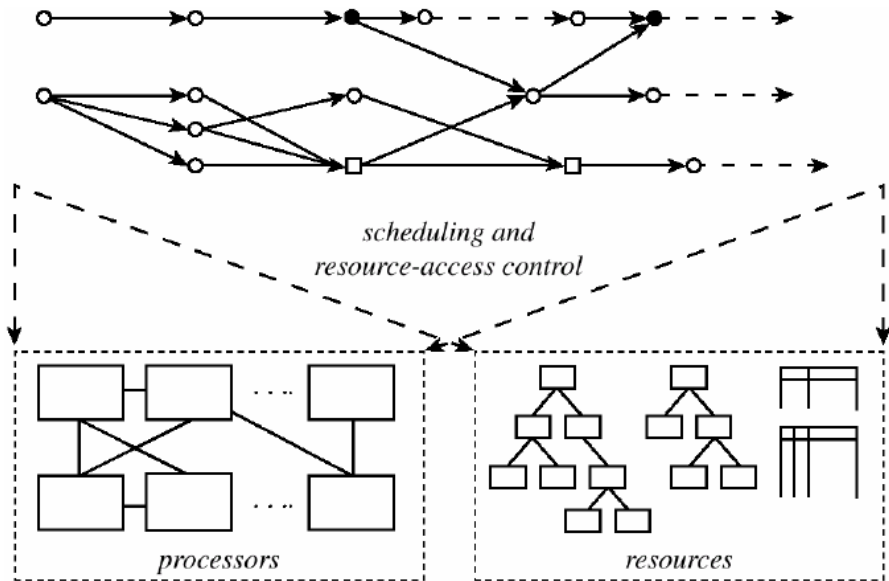 scheduling and
resource-access control
processors
resources